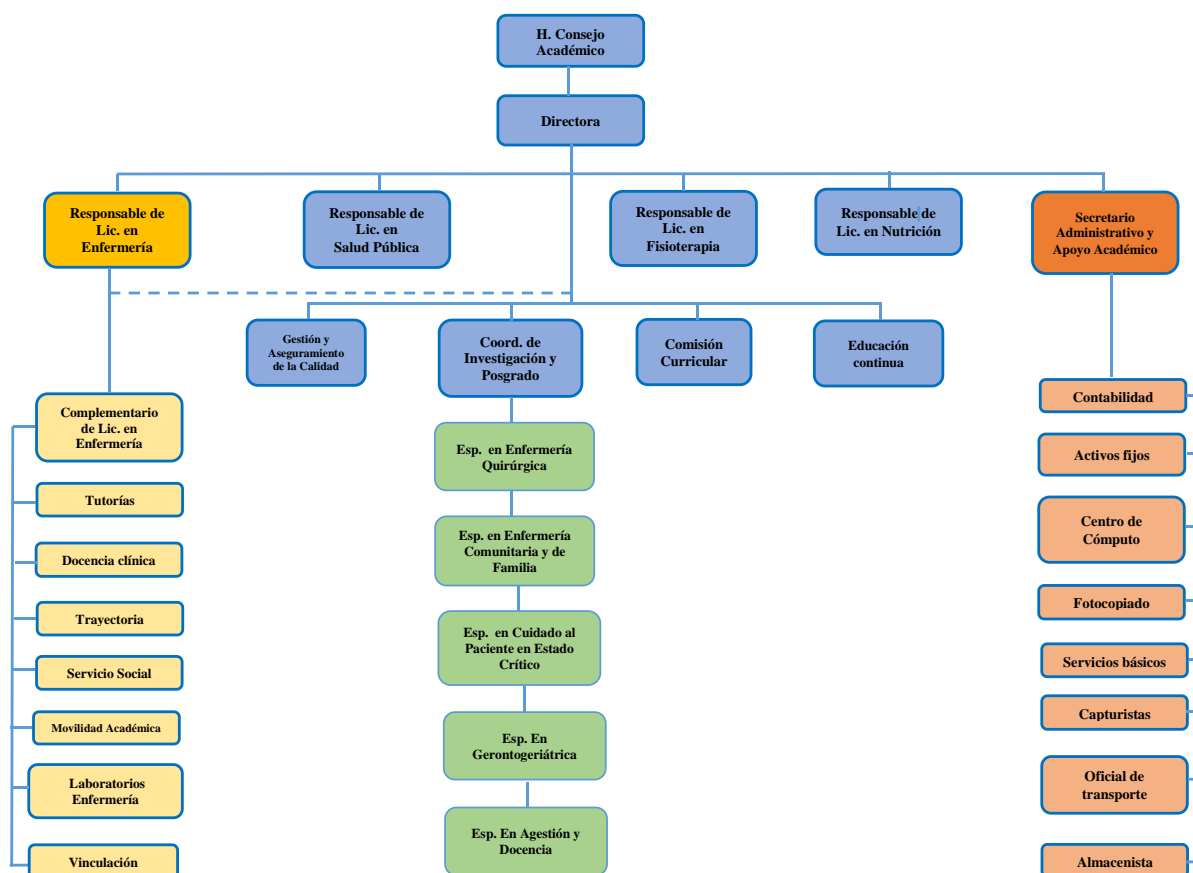 H. Consejo
Académico
Directora
Responsable de
Lic. en
Enfermería
Responsable de
Lic. en
Salud Pública
Responsable de
Lic. en
Fisioterapia
Responsable de
Lic. en Nutrición
Secretario
Administrativo y
Apoyo Académico
Gestión y
Aseguramiento
de la Calidad
Coord. de
Investigación y
Posgrado
Comisión
Curricular
Educación
continua
Complementario
de Lic. en
Enfermería
Tutorías
Docencia clínica
Trayectoria
Servicio Social
Movilidad Académica
Laboratorios
Enfermería
Vinculación
Esp. en Enfermería
Quirúrgica
Esp. en Enfermería
Comunitaria y de
Familia
Esp. en Cuidado al
Paciente en Estado
Crítico
Esp. En
Gerontogeriátrica
Esp. En Agestión y
Docencia
Contabilidad
Activos fijos
Centro de
Cómputo
Fotocopiado
Servicios básicos
Capturistas
Oficial de
transporte
Almacenista